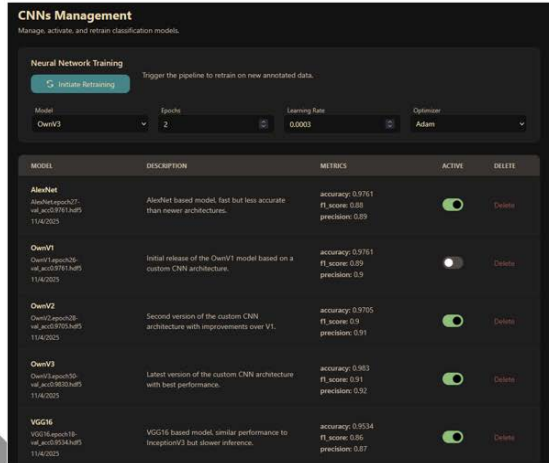 CNNs Management
Manage, activate, and retrain classification models.
Neural Network Training
Initiate Retraining
Trigger the pipeline to retrain on new annotated data.
Model
Epochs
Learning Rate
Optimizer
OwnV3
2
0.0003
Adam
MODEL DESCRIPTION METRICS ACTIVE DELETE
AlexNet
AlexNet.epoch27-
val_acc0.9761.hdf5
11/4/2025
AlexNet based model, fast but less accurate
than newer architectures.
accuracy: 0.9761
f1_score: 0.88
precision: 0.89
Delete
OwnV1
OwnV1.epoch26-
val_acc0.9761.hdf5
11/4/2025
Initial release of the OwnV1 model based on a
custom CNN architecture.
accuracy: 0.9761
f1_score: 0.89
precision: 0.9
Delete
OwnV2
OwnV2.epoch28-
val_acc0.9705.hdf5
11/4/2025
Second version of the custom CNN
architecture with improvements over V1.
accuracy: 0.9705
f1_score: 0.9
precision: 0.91
Delete
OwnV3
OwnV3.epoch50-
val_acc0.9830.hdf5
11/4/2025
Latest version of the custom CNN architecture
with best performance.
accuracy: 0.983
f1_score: 0.91
precision: 0.92
Delete
VGG16
VGG16.epoch18-
val_acc0.9534.hdf5
11/4/2025
VGG16 based model, similar performance to
InceptionV3 but slower inference.
accuracy: 0.9534
f1_score: 0.86
precision: 0.87
Delete